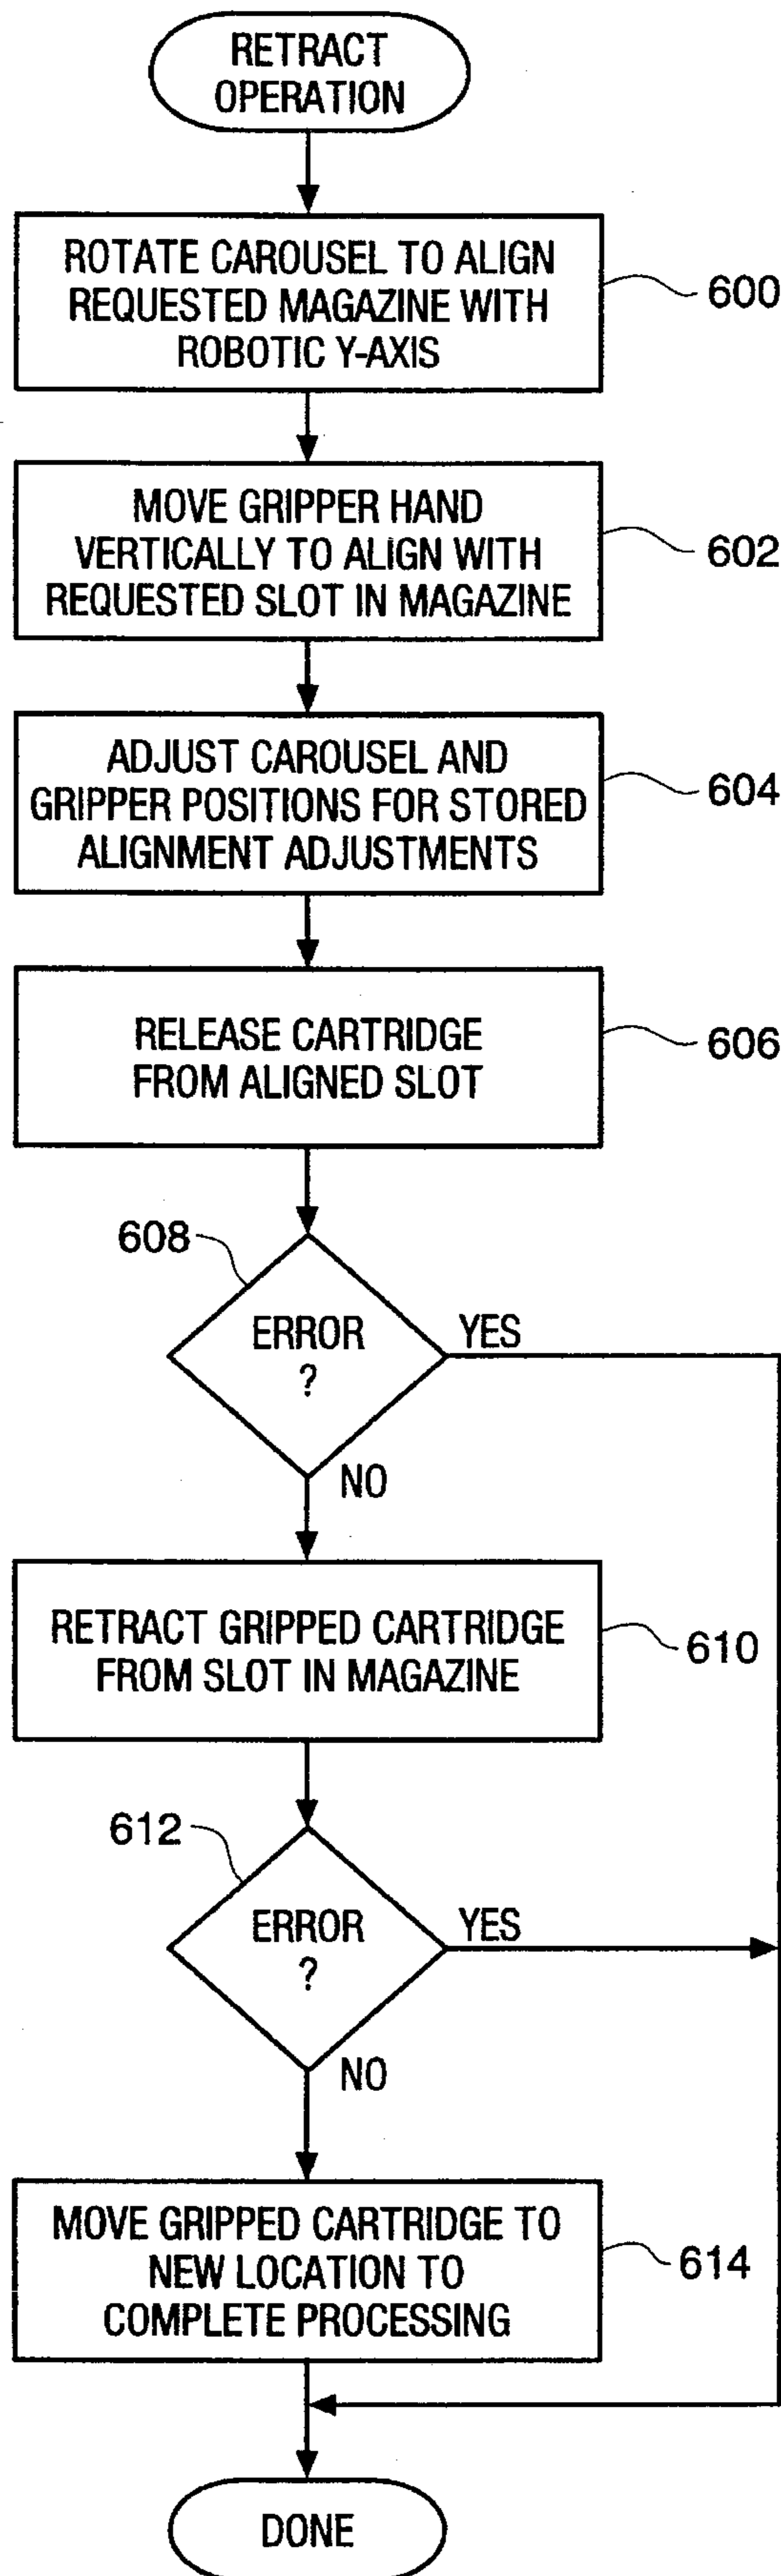 RETRACT
OPERATION
ROTATE CAROUSEL TO ALIGN
REQUESTED MAGAZINE WITH
ROBOTIC Y-AXIS
600
MOVE GRIPPER HAND
VERTICALLY TO ALIGN WITH
REQUESTED SLOT IN MAGAZINE
602
ADJUST CAROUSEL AND
GRIPPER POSITIONS FOR STORED
ALIGNMENT ADJUSTMENTS
604
RELEASE CARTRIDGE
FROM ALIGNED SLOT
606
608
ERROR
?
YES
NO
RETRACT GRIPPED CARTRIDGE
FROM SLOT IN MAGAZINE
610
612
ERROR
?
YES
NO
MOVE GRIPPED CARTRIDGE TO
NEW LOCATION TO
COMPLETE PROCESSING
614
DONE